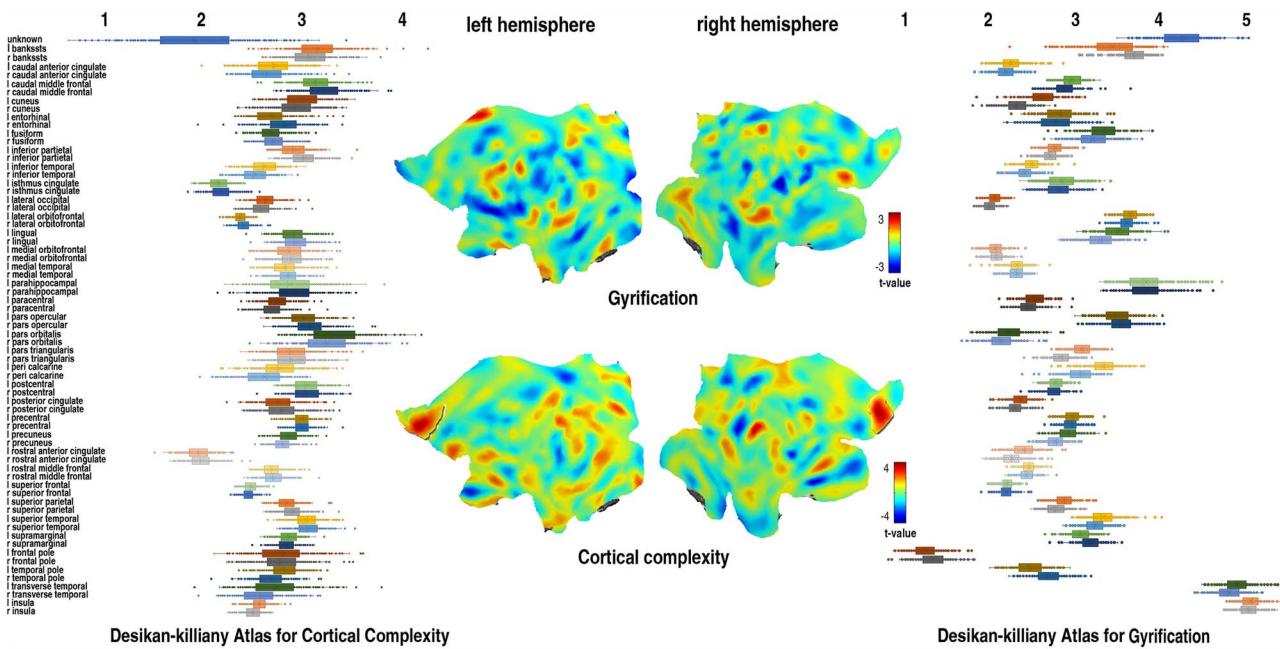 1 2 3 4 left hemisphere right hemisphere 1 2 3 4 5
unknown
l bankssts
r bankssts
l caudal anterior cingulate
r caudal anterior cingulate
l caudal middle frontal
r caudal middle frontal
l cuneus
r cuneus
l entorhinal
r entorhinal
l fusiform
r fusiform
l inferior partietal
r inferior partietal
l inferior temporal
r inferior temporal
l isthmus cingulate
r isthmus cingulate
l lateral occipital
r lateral occipital
l lateral orbitofrontal
r lateral orbitofrontal
l lingual
r lingual
l medial orbitofrontal
r medial orbitofrontal
l medial temporal
r medial temporal
l parahippocampal
r parahippocampal
l paracentral
r paracentral
l pars opercular
r pars opercular
l pars orbitalis
r pars orbitalis
l pars triangularis
r pars triangularis
l peri calcarine
r peri calcarine
l postcentral
r postcentral
l posterior cingulate
r posterior cingulate
l precentral
r precentral
l precuneus
r precuneus
l rostral anterior cingulate
r rostral anterior cingulate
l rostral middle frontal
r rostral middle frontal
l superior frontal
r superior frontal
l superior parietal
r superior parietal
l superior temporal
r superior temporal
l supramarginal
r supramarginal
l frontal pole
r frontal pole
l temporal pole
r temporal pole
l transverse temporal
r transverse temporal
l insula
r insula
3
-3
t-value
Gyrification
4
-4
t-value
Cortical complexity
Desikan-killiany Atlas for Cortical Complexity
Desikan-killiany Atlas for Gyrification